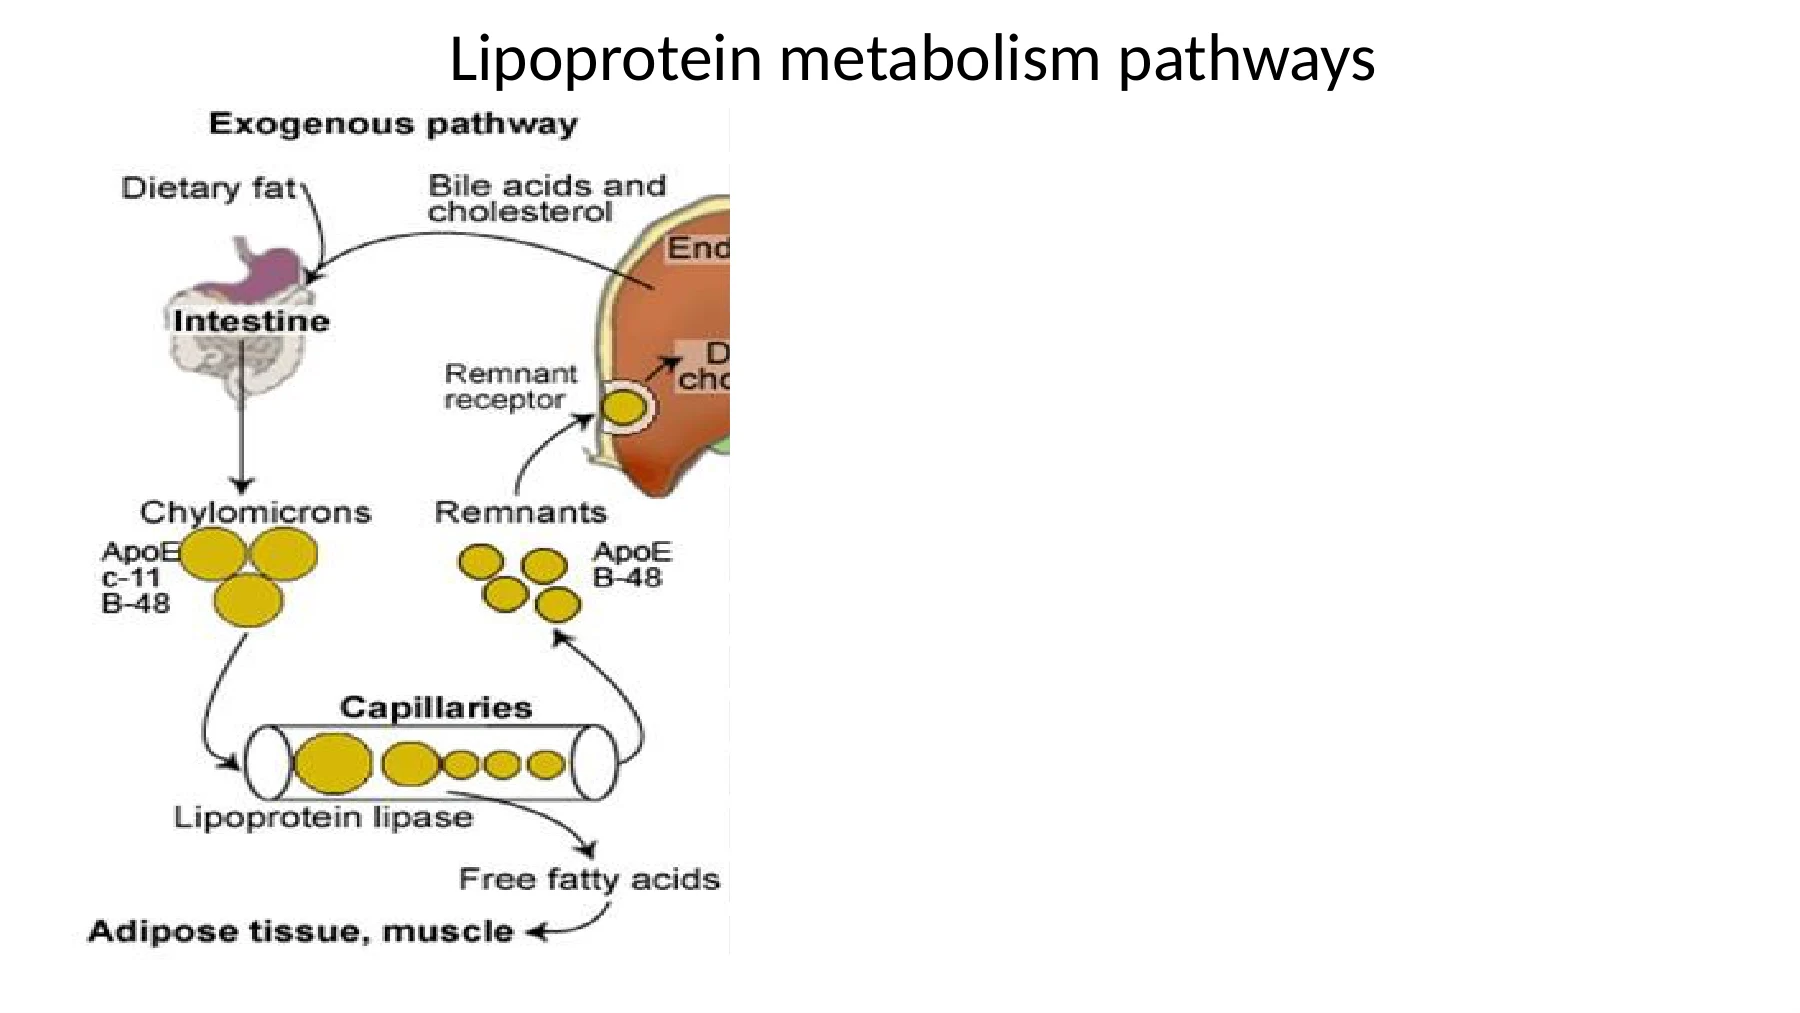 Lipoprotein metabolism pathways
Exogenous pathway
Dietary fat
Bile acids and
cholesterol
End
Intestine
D
cho
Remnant
receptor
Chylomicrons
Remnants
ApoE
c-11
B-48
ApoE
B-48
Capillaries
Lipoprotein lipase
Free fatty acids
Adipose tissue, muscle